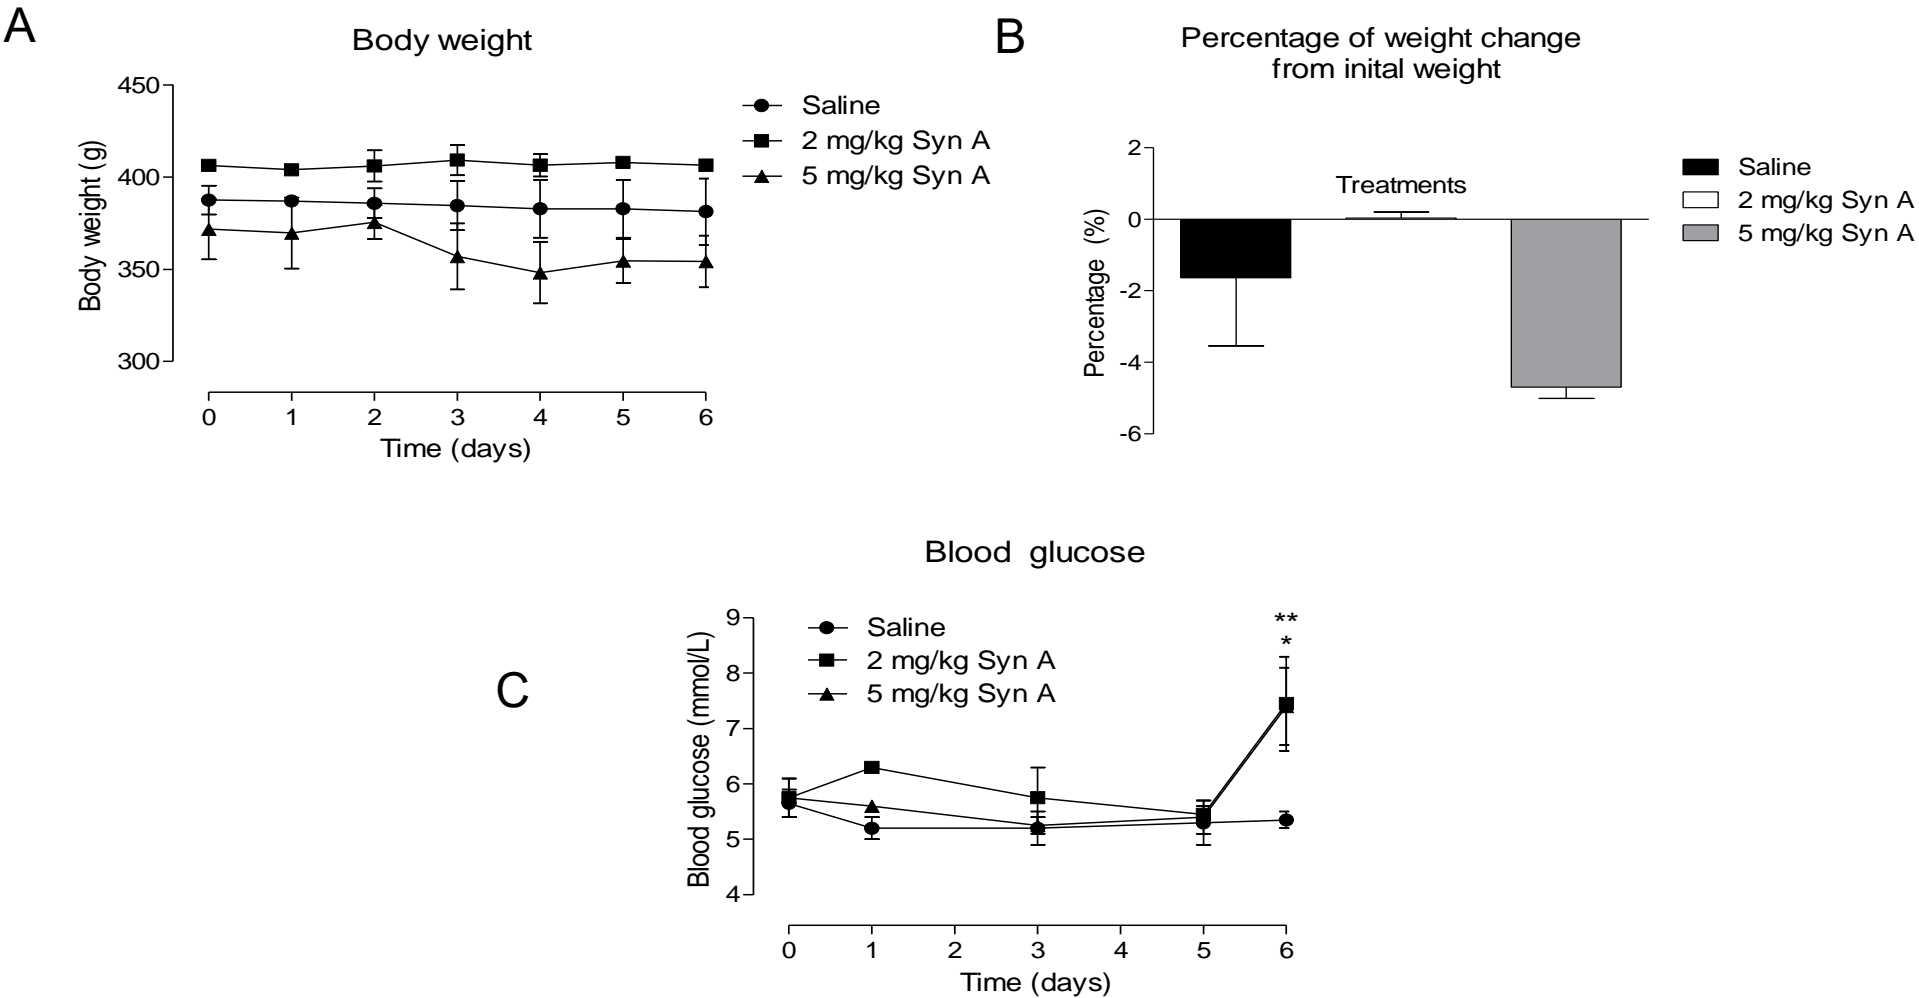 A
Body weight
450
400
350
300
Body weight (g)
0 1 2 3 4 5 6
Time (days)
Saline
2 mg/kg Syn A
5 mg/kg Syn A
B
Percentage of weight change
from inital weight
2
0
-2
-4
-6
Percentage (%)
Treatments
Saline
2 mg/kg Syn A
5 mg/kg Syn A
C
Blood glucose
9
8
7
6
5
4
Blood glucose (mmol/L)
Saline
2 mg/kg Syn A
5 mg/kg Syn A
**
*
0 1 2 3 4 5 6
Time (days)